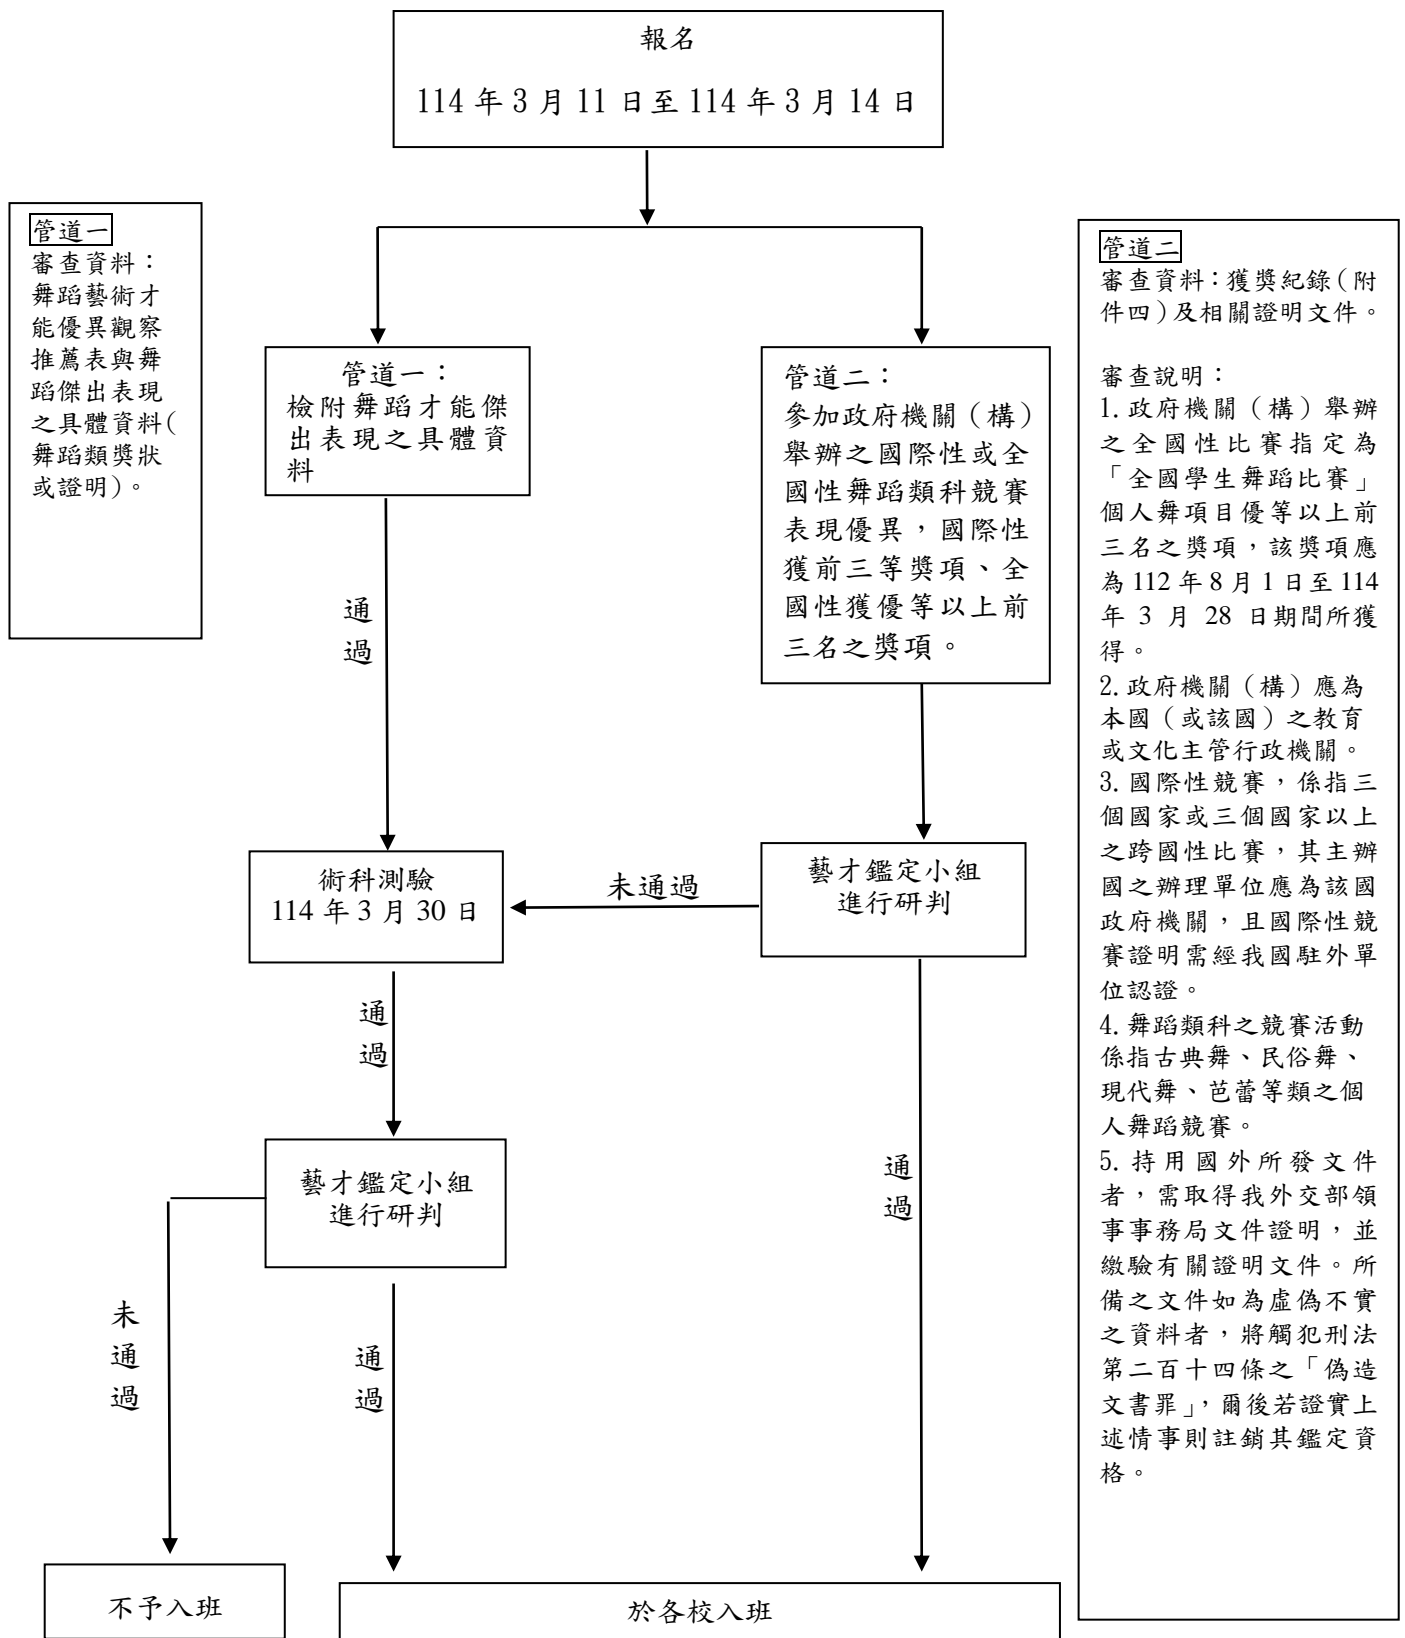 報名
114 年 3 月 11 日至 114 年 3 月 14 日
管道一
審查資料：
舞蹈藝術才
能優異觀察
推薦表與舞
蹈傑出表現
之具體資料(
舞蹈類獎狀
或證明)。
管道一：
檢附舞蹈才能傑
出表現之具體資
料
管道二：
參加政府機關（構）
舉辦之國際性或全
國性舞蹈類科競賽
表現優異，國際性
獲前三等獎項、全
國性獲優等以上前
三名之獎項。
管道二
審查資料：獲獎紀錄（附
件四）及相關證明文件。
審查說明：
1. 政府機關（構）舉辦
之全國性比賽指定為
「全國學生舞蹈比賽」
個人舞項目優等以上前
三名之獎項，該獎項應
為 112 年 8 月 1 日至 114
年 3 月 28 日期間所獲
得。
2. 政府機關（構）應為
本國（或該國）之教育
或文化主管行政機關。
3. 國際性競賽，係指三
個國家或三個國家以上
之跨國性比賽，其主辦
國之辦理單位應為該國
政府機關，且國際性競
賽證明需經我國駐外單
位認證。
4. 舞蹈類科之競賽活動
係指古典舞、民俗舞、
現代舞、芭蕾等類之個
人舞蹈競賽。
5. 持用國外所發文件
者，需取得我外交部領
事事務局文件證明，並
繳驗有關證明文件。所
備之文件如為虛偽不實
之資料者，將觸犯刑法
第二百十四條之「偽造
文書罪」，爾後若證實上
述情事則註銷其鑑定資
格。
通
過
術科測驗
114 年 3 月 30 日
未通過
藝才鑑定小組
進行研判
通
過
藝才鑑定小組
進行研判
通
過
未
通
過
通
過
不予入班
於各校入班